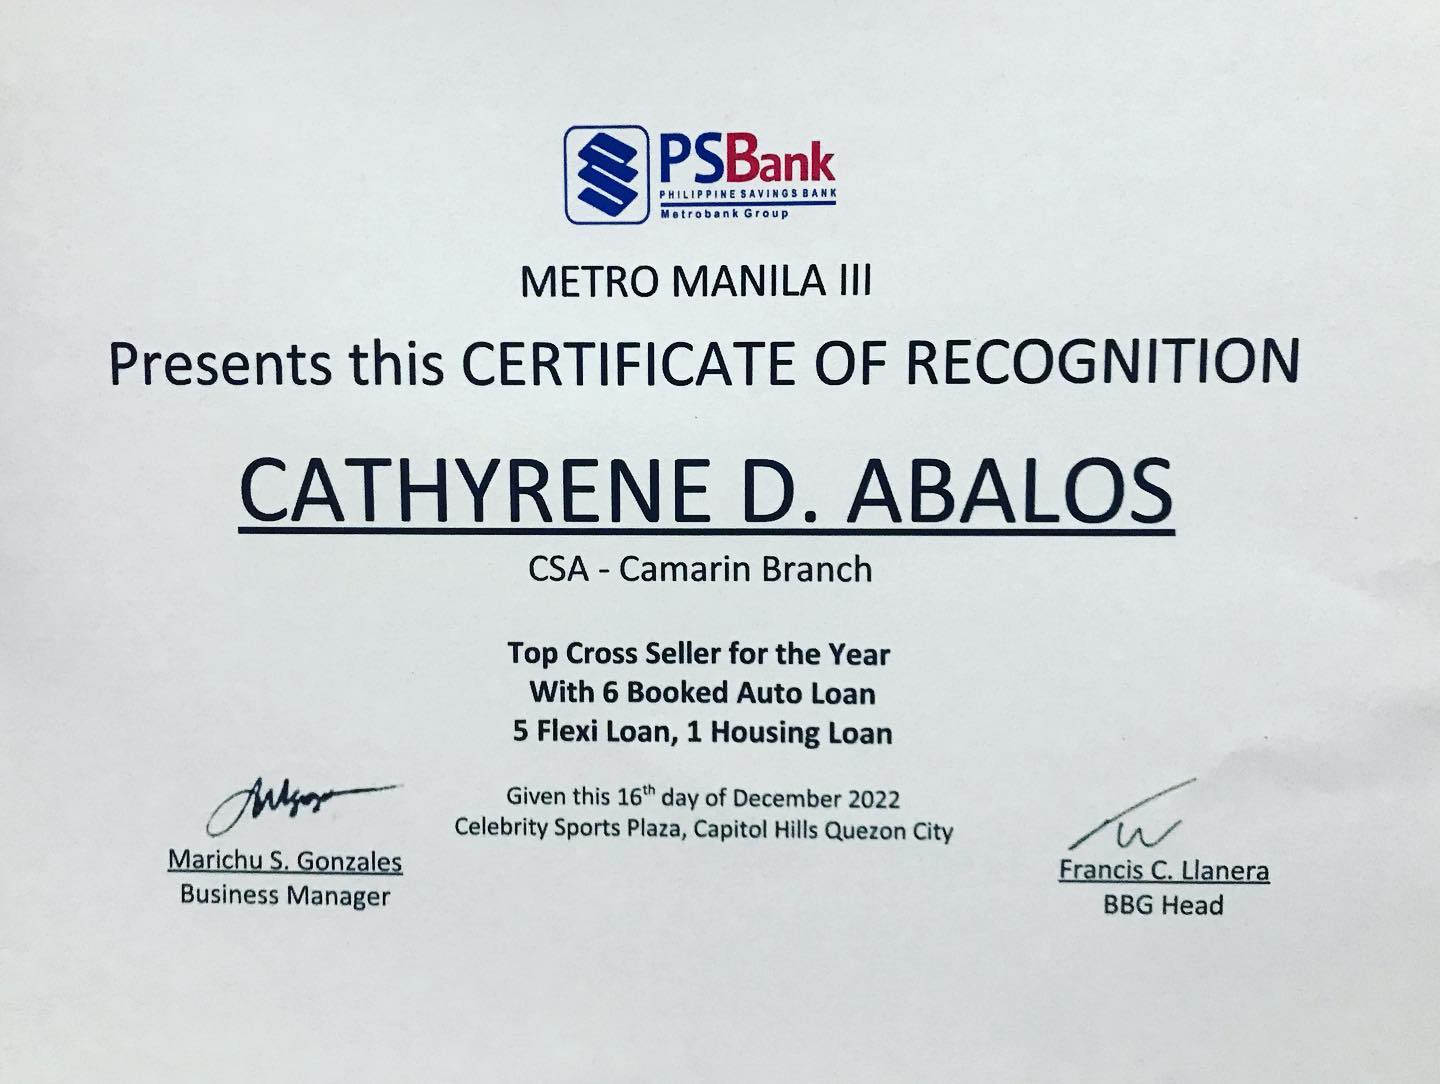 PSBank
PHILIPPINE SAVINGS BANK
Metrobank Group
METRO MANILA III
Presents this CERTIFICATE OF RECOGNITION
CATHYRENE D. ABALOS
CSA - Camarin Branch
Top Cross Seller for the Year
With 6 Booked Auto Loan
5 Flexi Loan, 1 Housing Loan
Given this 16th day of December 2022
Celebrity Sports Plaza, Capitol Hills Quezon City
Marichu S. Gonzales
Business Manager
Francis C. Llanera
BBG Head